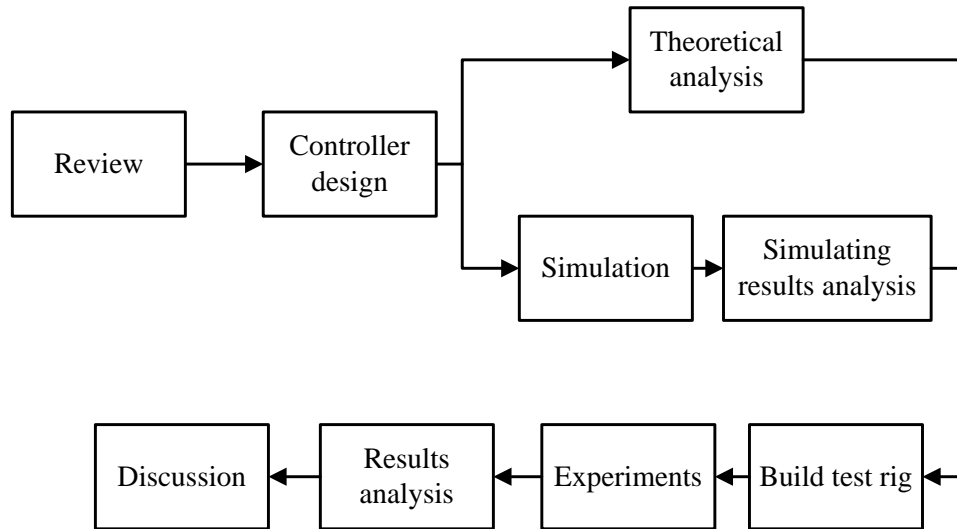 Review
Controller
design
Theoretical
analysis
Simulation
Simulating
results analysis
Discussion
Results
analysis
Experiments
Build test rig